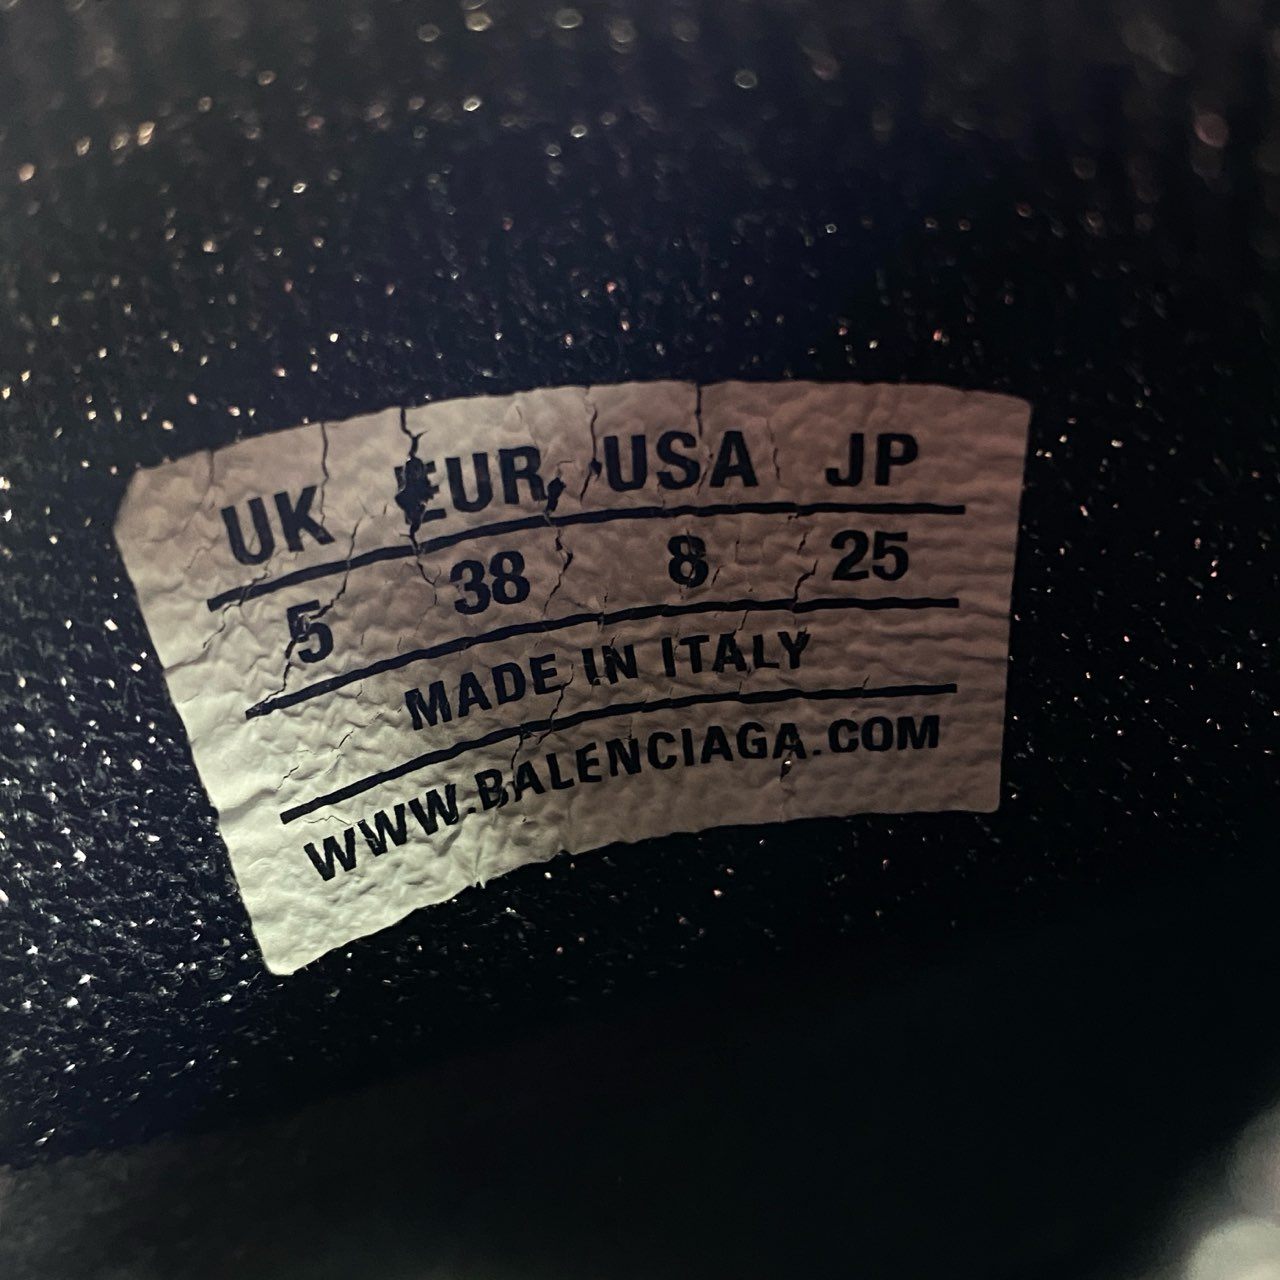 UK EUR USA JP
5 38 8 25
MADE IN ITALY
WWW.BALENCIAGA.COM